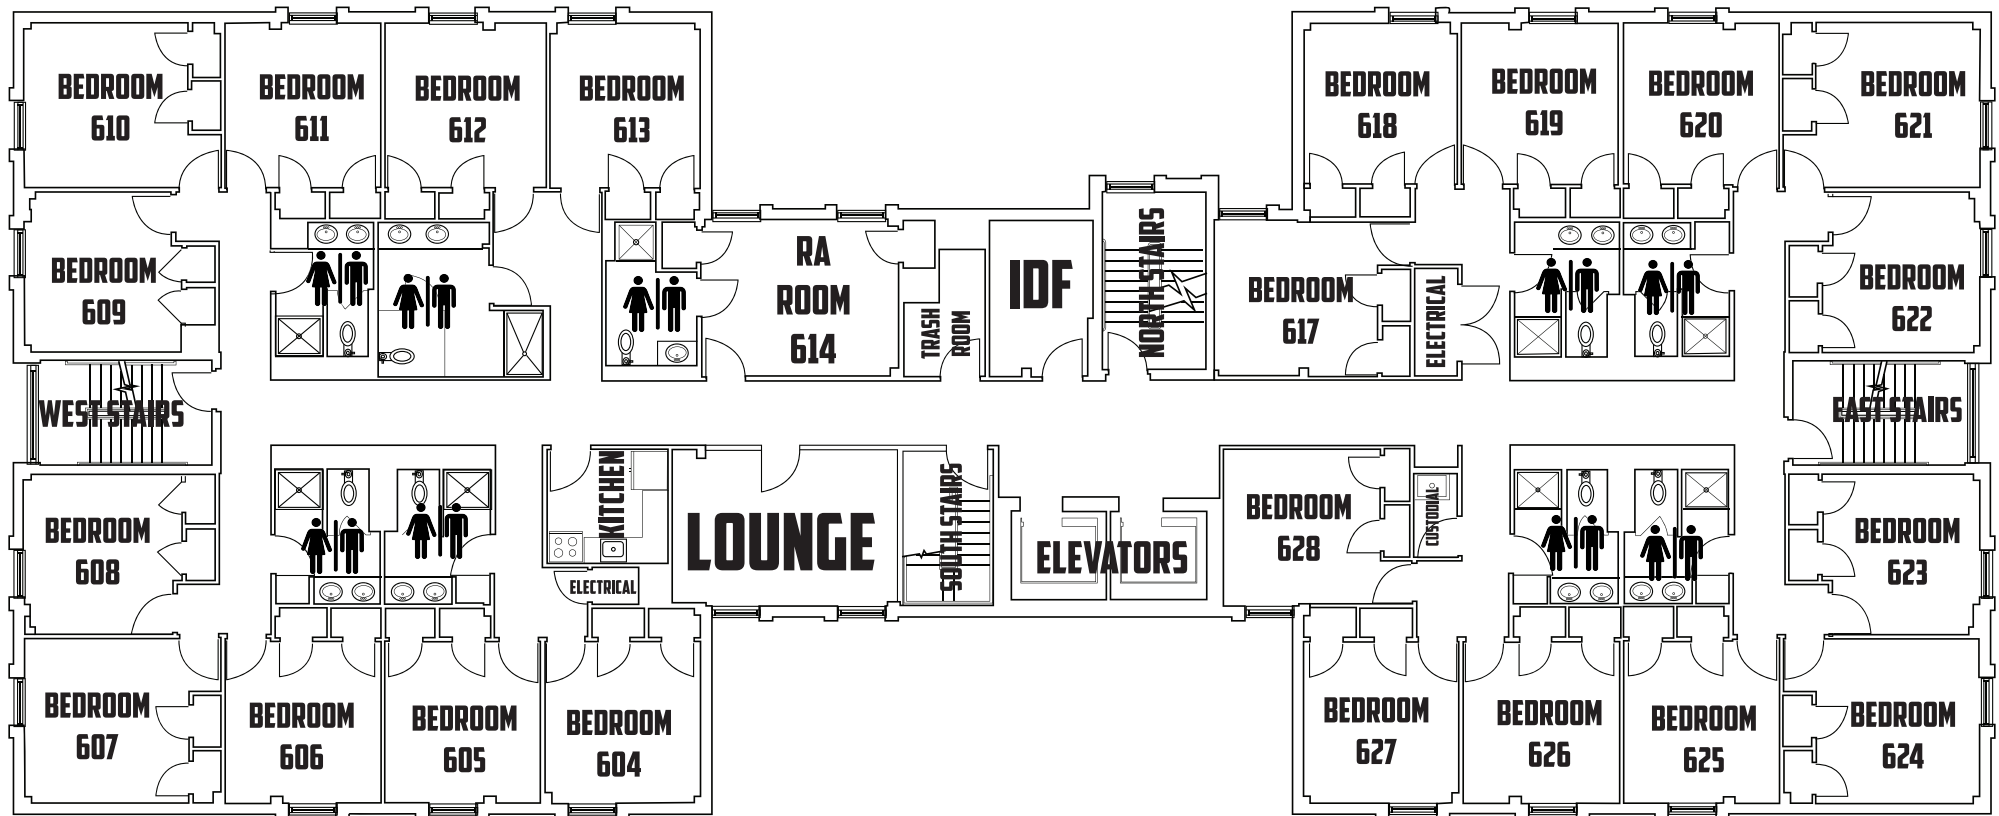 BEDROOM
610
BEDROOM
611
BEDROOM
612
BEDROOM
613
BEDROOM
618
BEDROOM
619
BEDROOM
620
BEDROOM
621
BEDROOM
609
RA
ROOM
614
TRASH
ROOM
IDF
NORTH STAIRS
BEDROOM
617
ELECTRICAL
BEDROOM
622
WEST STAIRS
EAST STAIRS
BEDROOM
608
KITCHEN
ELECTRICAL
LOUNGE
SOUTH STAIRS
ELEVATORS
BEDROOM
628
CUSTODIAL
BEDROOM
623
BEDROOM
607
BEDROOM
606
BEDROOM
605
BEDROOM
604
BEDROOM
627
BEDROOM
626
BEDROOM
625
BEDROOM
624